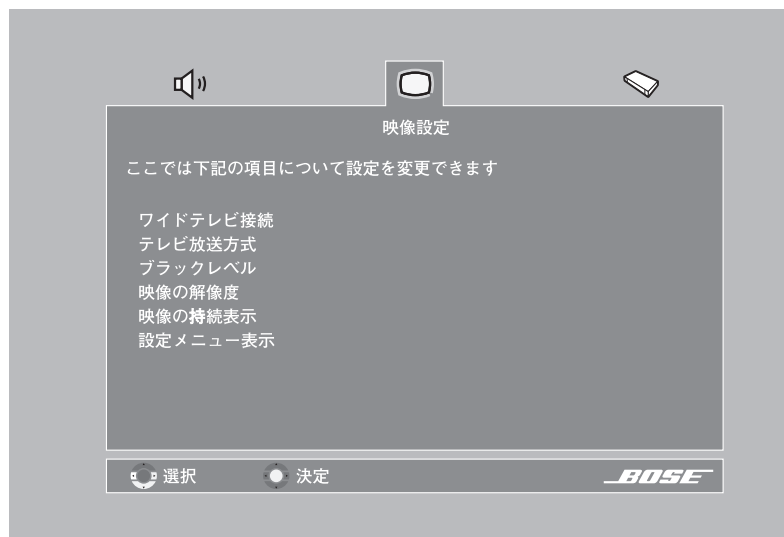 映像設定
ここでは下記の項目について設定を変更できます
ワイドテレビ接続
テレビ放送方式
ブラックレベル
映像の解像度
映像の持続表示
設定メニュー表示
選択 決定 BOSE